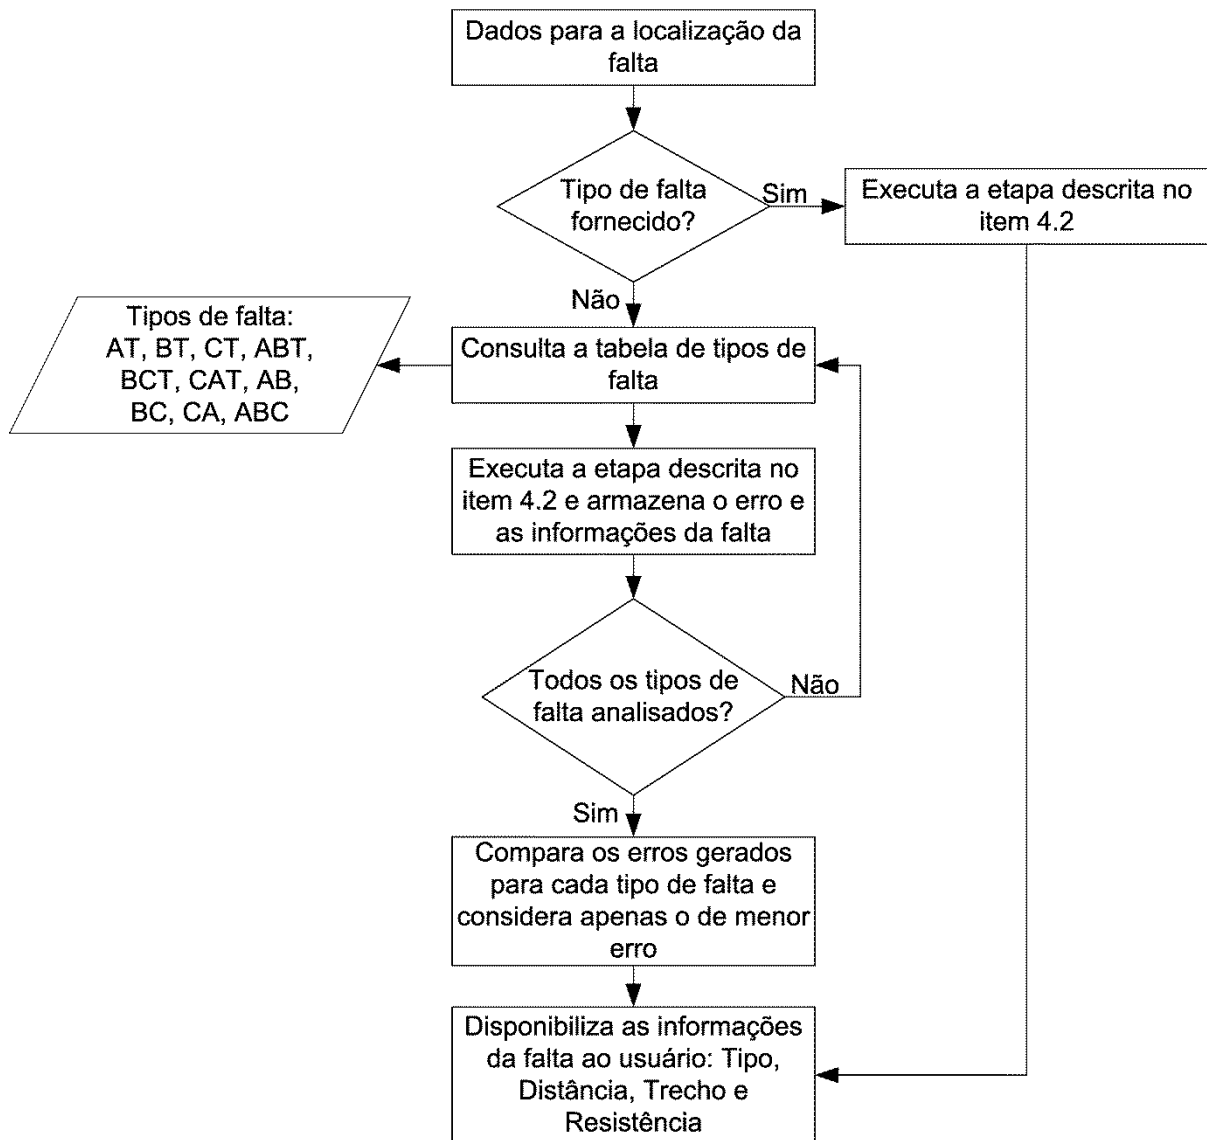 Dados para a localização da
falta
Tipo de falta
fornecido?
Sim
Executa a etapa descrita no
item 4.2
Não
Tipos de falta:
AT, BT, CT, ABT,
BCT, CAT, AB,
BC, CA, ABC
Consulta a tabela de tipos de
falta
Executa a etapa descrita no
item 4.2 e armazena o erro e
as informações da falta
Todos os tipos de
falta analisados?
Não
Sim
Compara os erros gerados
para cada tipo de falta e
considera apenas o de menor
erro
Disponibiliza as informações
da falta ao usuário: Tipo,
Distância, Trecho e
Resistência